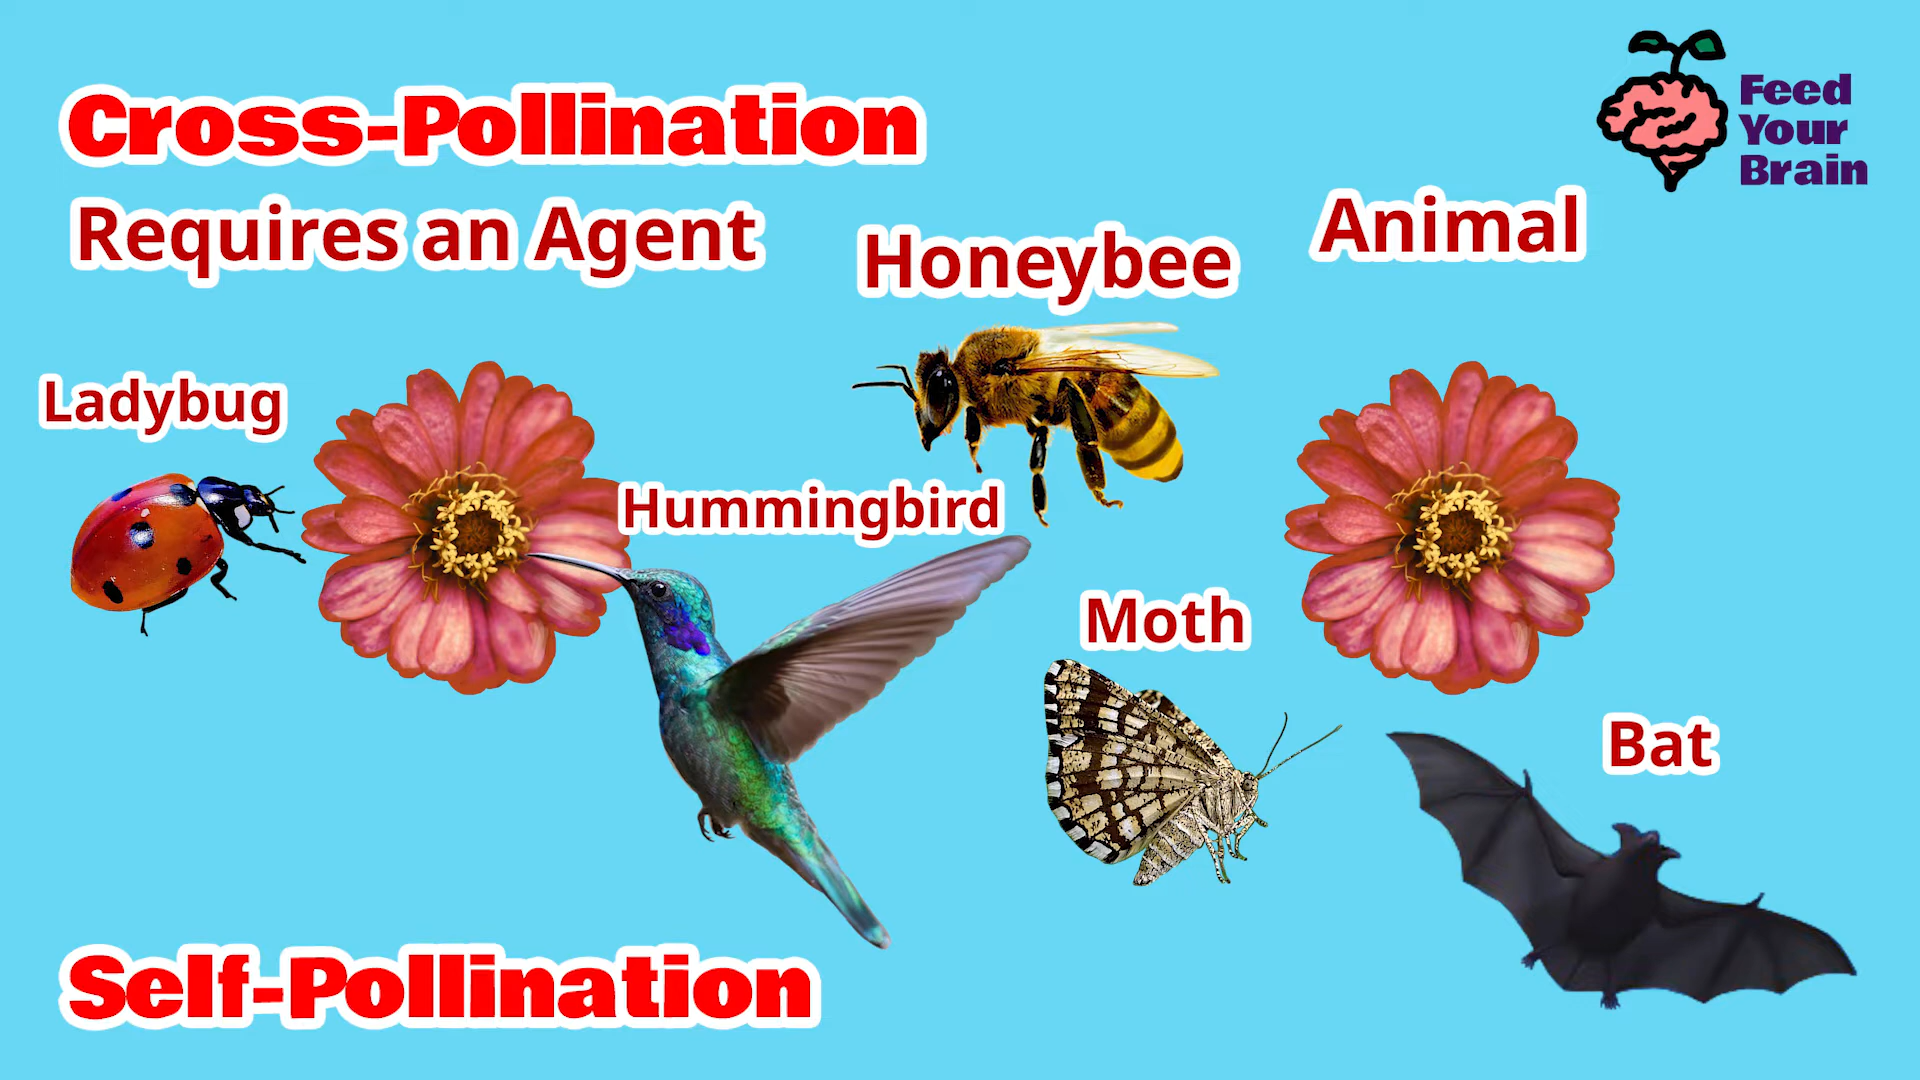 Cross-Pollination
Feed
Your
Brain
Requires an Agent
Animal
Honeybee
Ladybug
Hummingbird
Moth
Bat
Self-Pollination